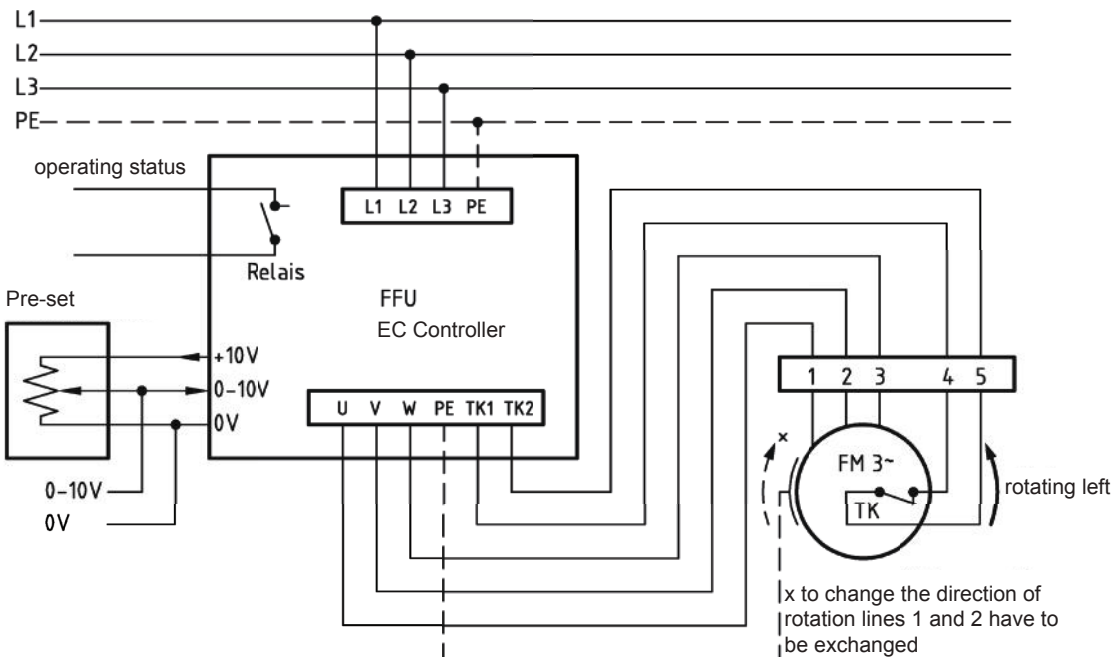 L1
L2
L3
PE
operating status
L1 L2 L3 PE
Relais
Pre-set
FFU
EC Controller
+10V
0-10V
0V
U V W PE TK1 TK2
1 2 3 4 5
x
FM 3~
TK
rotating left
0-10V
0V
x to change the direction of
rotation lines 1 and 2 have to
be exchanged